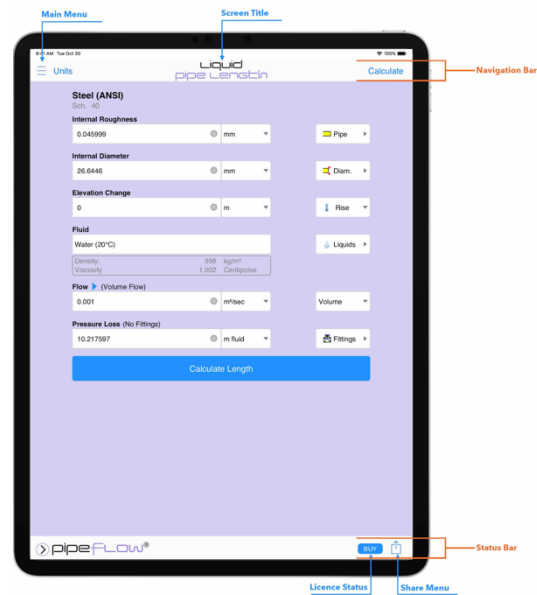 Main Menu
Screen Title
9:41 AM Tue Oct 30
100%
Units
Liquid
pipe Length
Calculate
Navigation Bar
Steel (ANSI)
Sch. 40
Internal Roughness
0.045999 mm Pipe
Internal Diameter
26.6446 mm Diam.
Elevation Change
0 m Rise
Fluid
Water (20°C) Liquids
Density: 998 kg/m³
Viscosity 1.002 Centipoise
Flow (Volume Flow)
0.001 m³/sec Volume
Pressure Loss (No Fittings)
10.217597 m fluid Fittings
Calculate Length
pipeFLOW®
BUY
Status Bar
Licence Status
Share Menu